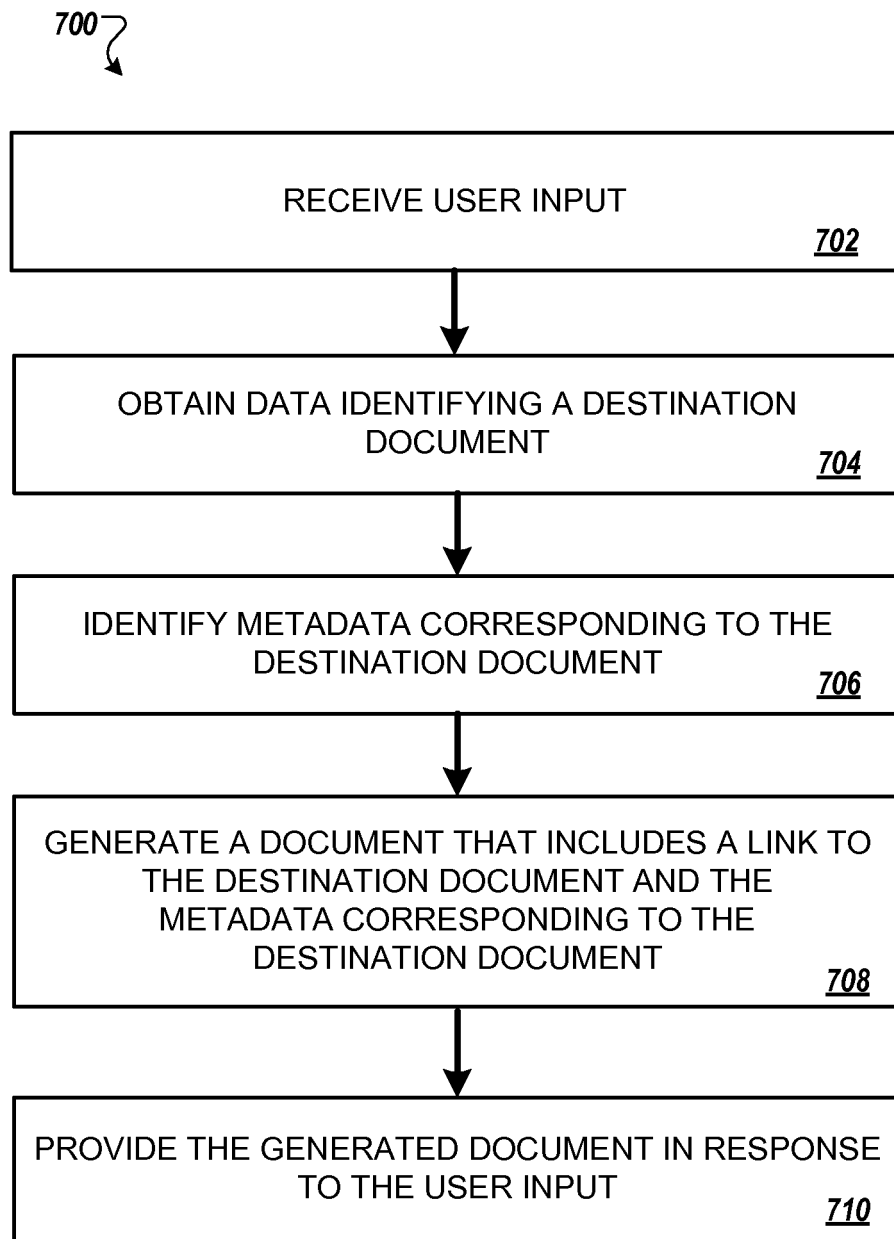 700
RECEIVE USER INPUT
702
OBTAIN DATA IDENTIFYING A DESTINATION
DOCUMENT
704
IDENTIFY METADATA CORRESPONDING TO THE
DESTINATION DOCUMENT
706
GENERATE A DOCUMENT THAT INCLUDES A LINK TO
THE DESTINATION DOCUMENT AND THE
METADATA CORRESPONDING TO THE
DESTINATION DOCUMENT
708
PROVIDE THE GENERATED DOCUMENT IN RESPONSE
TO THE USER INPUT
710